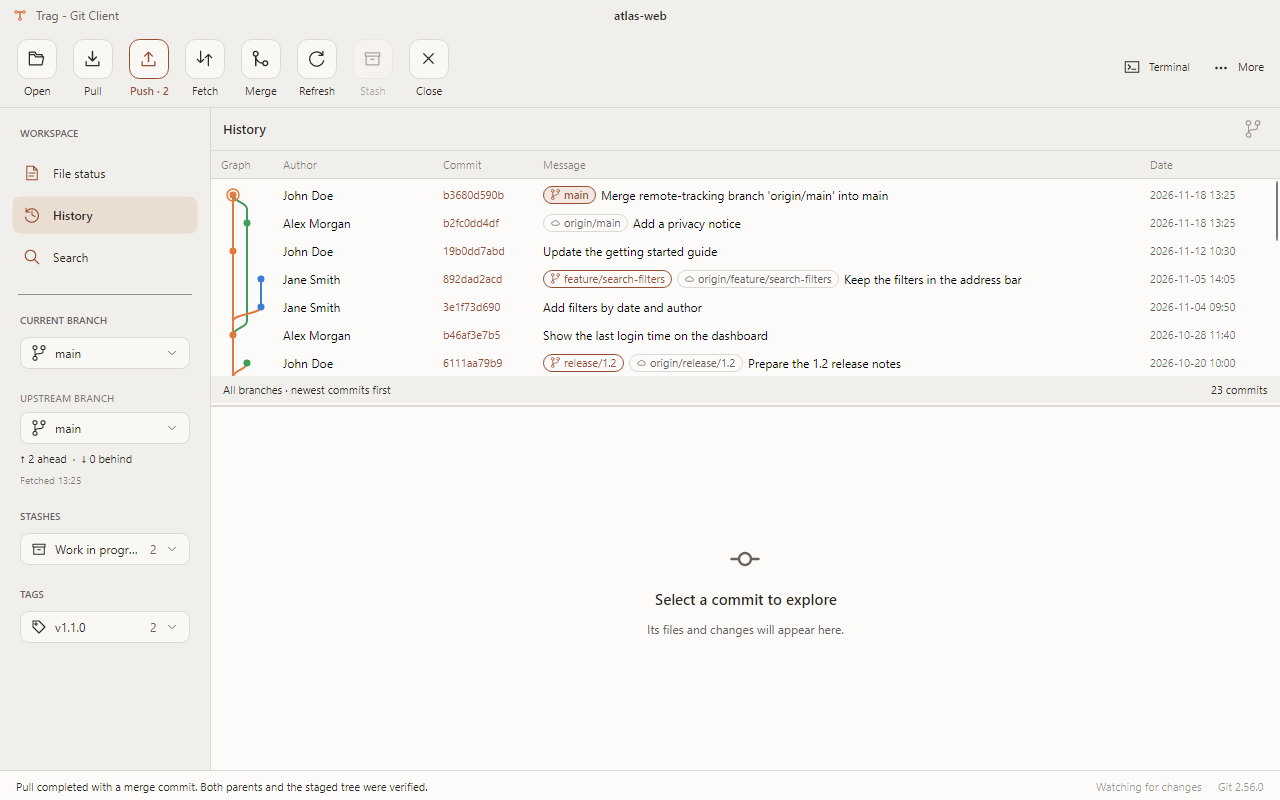 Trag - Git Client
atlas-web
Open
Pull
Push · 2
Fetch
Merge
Refresh
Stash
Close
Terminal
More
WORKSPACE
File status
History
Search
CURRENT BRANCH
main
UPSTREAM BRANCH
main
↑ 2 ahead · ↓ 0 behind
Fetched 13:25
STASHES
Work in progr... 2
TAGS
v1.1.0 2
History
Graph Author Commit Message Date
John Doe b3680d590b main Merge remote-tracking branch 'origin/main' into main 2026-11-18 13:25
Alex Morgan b2fc0dd4df origin/main Add a privacy notice 2026-11-18 13:25
John Doe 19b0dd7abd Update the getting started guide 2026-11-12 10:30
Jane Smith 892dad2acd feature/search-filters origin/feature/search-filters Keep the filters in the address bar 2026-11-05 14:05
Jane Smith 3e1f73d690 Add filters by date and author 2026-11-04 09:50
Alex Morgan b46af3e7b5 Show the last login time on the dashboard 2026-10-28 11:40
John Doe 6111aa79b9 release/1.2 origin/release/1.2 Prepare the 1.2 release notes 2026-10-20 10:00
All branches · newest commits first 23 commits
Select a commit to explore
Its files and changes will appear here.
Pull completed with a merge commit. Both parents and the staged tree were verified.
Watching for changes Git 2.56.0